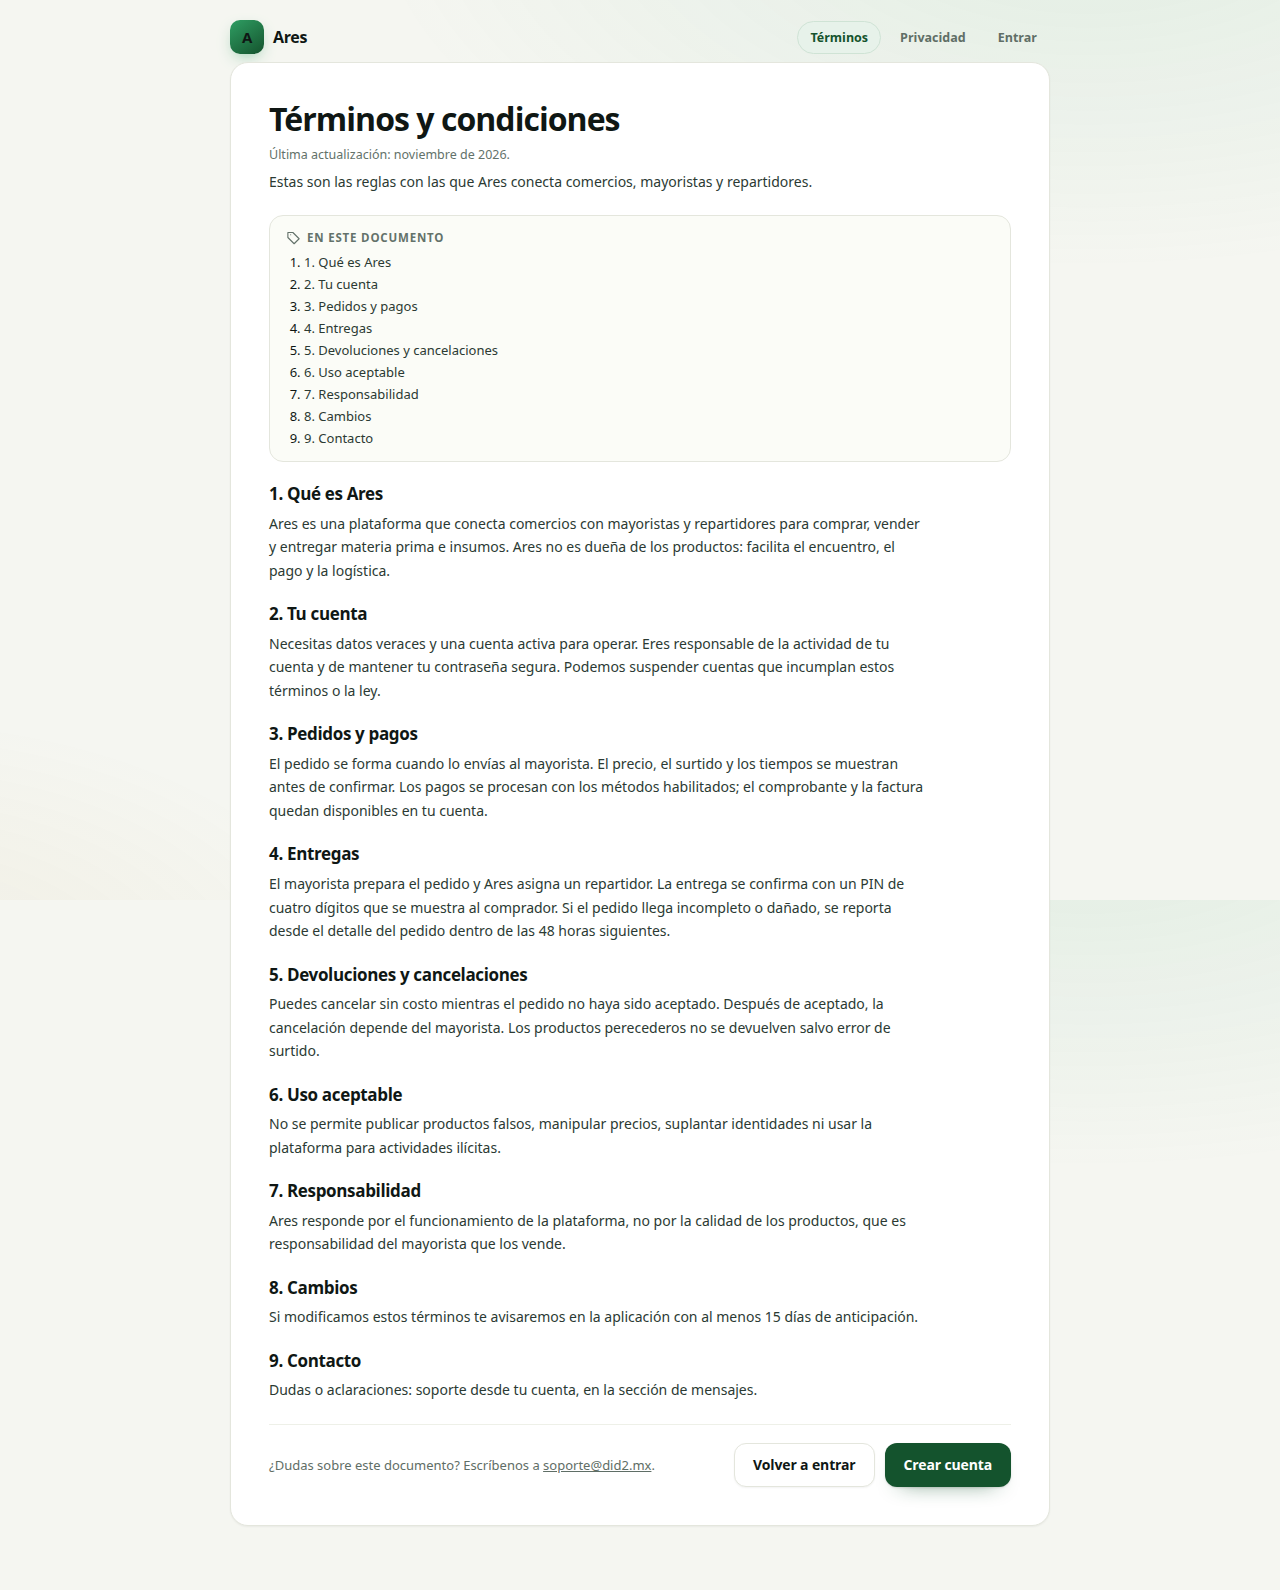 A Ares
Términos Privacidad Entrar
Términos y condiciones
Última actualización: noviembre de 2026.
Estas son las reglas con las que Ares conecta comercios, mayoristas y repartidores.
EN ESTE DOCUMENTO
1. 1. Qué es Ares
2. 2. Tu cuenta
3. 3. Pedidos y pagos
4. 4. Entregas
5. 5. Devoluciones y cancelaciones
6. 6. Uso aceptable
7. 7. Responsabilidad
8. 8. Cambios
9. 9. Contacto
1. Qué es Ares
Ares es una plataforma que conecta comercios con mayoristas y repartidores para comprar, vender
y entregar materia prima e insumos. Ares no es dueña de los productos: facilita el encuentro, el
pago y la logística.
2. Tu cuenta
Necesitas datos veraces y una cuenta activa para operar. Eres responsable de la actividad de tu
cuenta y de mantener tu contraseña segura. Podemos suspender cuentas que incumplan estos
términos o la ley.
3. Pedidos y pagos
El pedido se forma cuando lo envías al mayorista. El precio, el surtido y los tiempos se muestran
antes de confirmar. Los pagos se procesan con los métodos habilitados; el comprobante y la factura
quedan disponibles en tu cuenta.
4. Entregas
El mayorista prepara el pedido y Ares asigna un repartidor. La entrega se confirma con un PIN de
cuatro dígitos que se muestra al comprador. Si el pedido llega incompleto o dañado, se reporta
desde el detalle del pedido dentro de las 48 horas siguientes.
5. Devoluciones y cancelaciones
Puedes cancelar sin costo mientras el pedido no haya sido aceptado. Después de aceptado, la
cancelación depende del mayorista. Los productos perecederos no se devuelven salvo error de
surtido.
6. Uso aceptable
No se permite publicar productos falsos, manipular precios, suplantar identidades ni usar la
plataforma para actividades ilícitas.
7. Responsabilidad
Ares responde por el funcionamiento de la plataforma, no por la calidad de los productos, que es
responsabilidad del mayorista que los vende.
8. Cambios
Si modificamos estos términos te avisaremos en la aplicación con al menos 15 días de anticipación.
9. Contacto
Dudas o aclaraciones: soporte desde tu cuenta, en la sección de mensajes.
¿Dudas sobre este documento? Escríbenos a soporte@did2.mx.
Volver a entrar
Crear cuenta